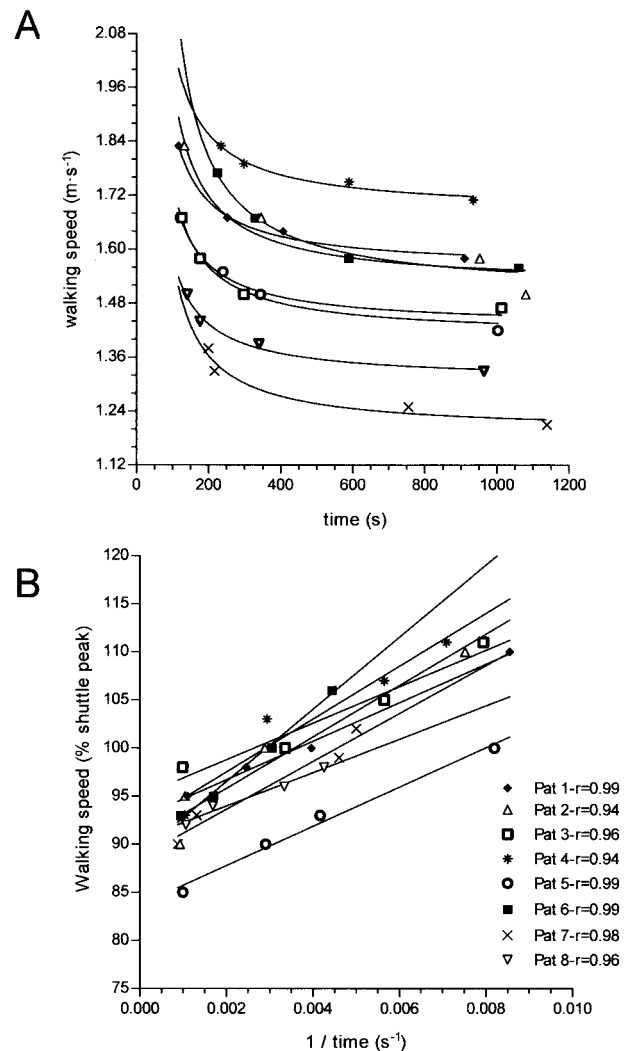 A
walking speed (m·s-1)
2.08
1.96
1.84
1.72
1.60
1.48
1.36
1.24
1.12
0 200 400 600 800 1000 1200
time (s)
B
Walking speed (% shuttle peak)
120
115
110
105
100
95
90
85
80
75
Pat 1-r=0.99
Pat 2-r=0.94
Pat 3-r=0.96
Pat 4-r=0.94
Pat 5-r=0.99
Pat 6-r=0.99
Pat 7-r=0.98
Pat 8-r=0.96
0.000 0.002 0.004 0.006 0.008 0.010
1 / time (s-1)